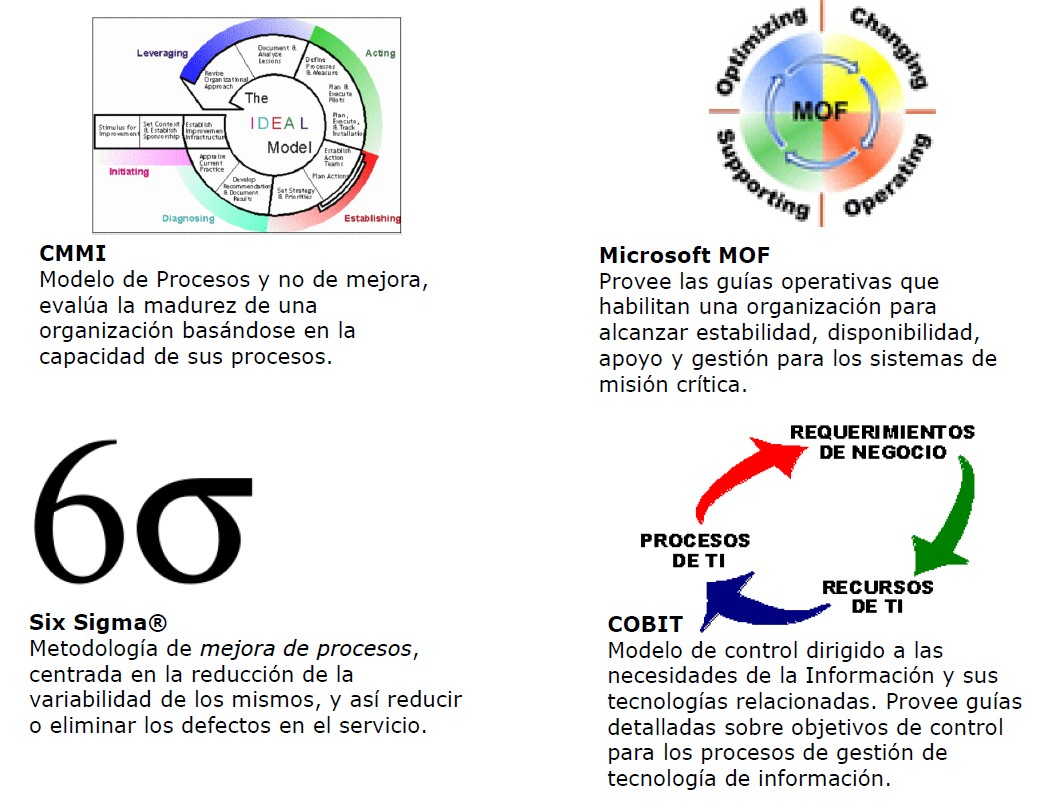 Leveraging
Acting
Document &
Analyze
Lessons
Define
Processes
& Measure
Revise
Organizational
Approach
Plan &
Execute
Pilots
The
IDEAL
Model
Plan,
Execute,
& Track
Installation
Stimulus for
Improvement
Set Context
& Establish
Sponsorship
Establish
Improvement
Infrastructure
Appraise
Current
Practice
Establish
Action
Teams
Initiating
Develop
Recommendations
& Document
Results
Set Strategy
& Priorities
Plan Actions
Diagnosing
Establishing
CMMI
Modelo de Procesos y no de mejora,
evalúa la madurez de una
organización basándose en la
capacidad de sus procesos.
Optimizing
Changing
MOF
Supporting
Operating
Microsoft MOF
Provee las guías operativas que
habilitan una organización para
alcanzar estabilidad, disponibilidad,
apoyo y gestión para los sistemas de
misión crítica.
6σ
Six Sigma®
Metodología de mejora de procesos,
centrada en la reducción de la
variabilidad de los mismos, y así reducir
o eliminar los defectos en el servicio.
REQUERIMIENTOS
DE NEGOCIO
PROCESOS
DE TI
RECURSOS
DE TI
COBIT
Modelo de control dirigido a las
necesidades de la Información y sus
tecnologías relacionadas. Provee guías
detalladas sobre objetivos de control
para los procesos de gestión de
tecnología de información.